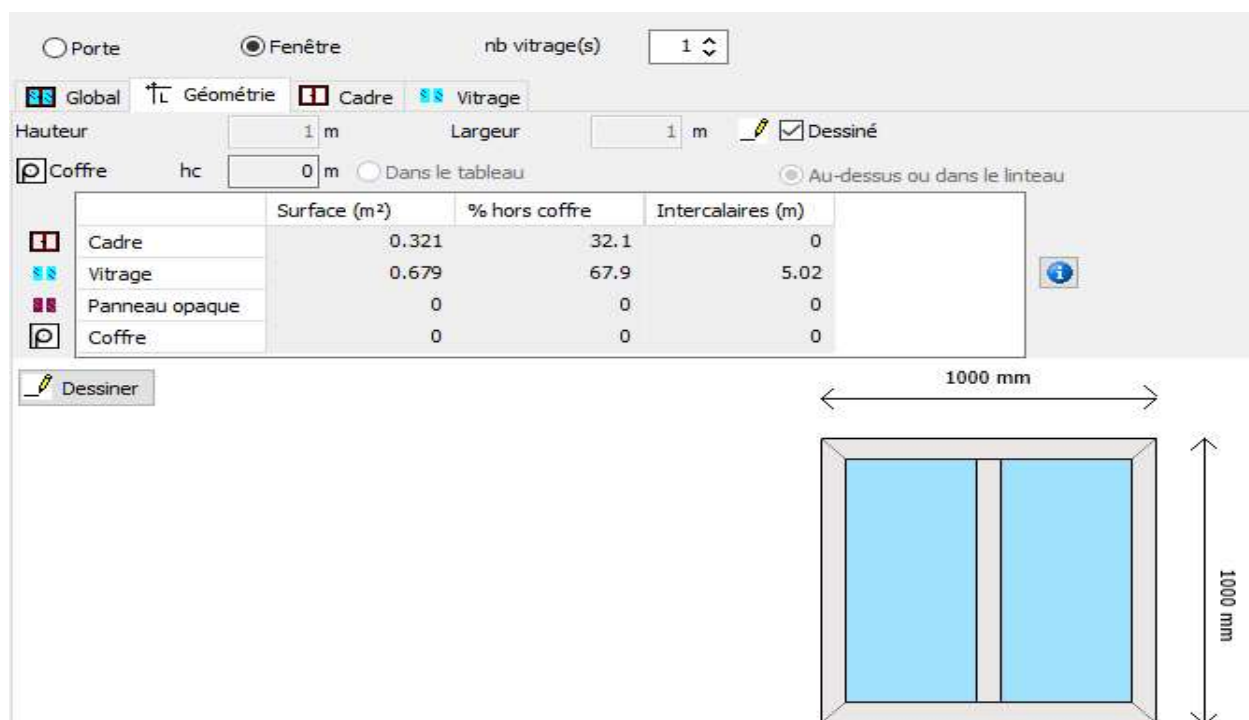 Porte Fenêtre nb vitrage(s) 1
Global Géométrie Cadre Vitrage
Hauteur 1 m Largeur 1 m Dessiné
Coffre hc 0 m Dans le tableau Au-dessus ou dans le linteau
Surface (m²) % hors coffre Intercalaires (m)
Cadre 0.321 32.1 0
Vitrage 0.679 67.9 5.02
Panneau opaque 0 0 0
Coffre 0 0 0
Dessiner
1000 mm
1000 mm